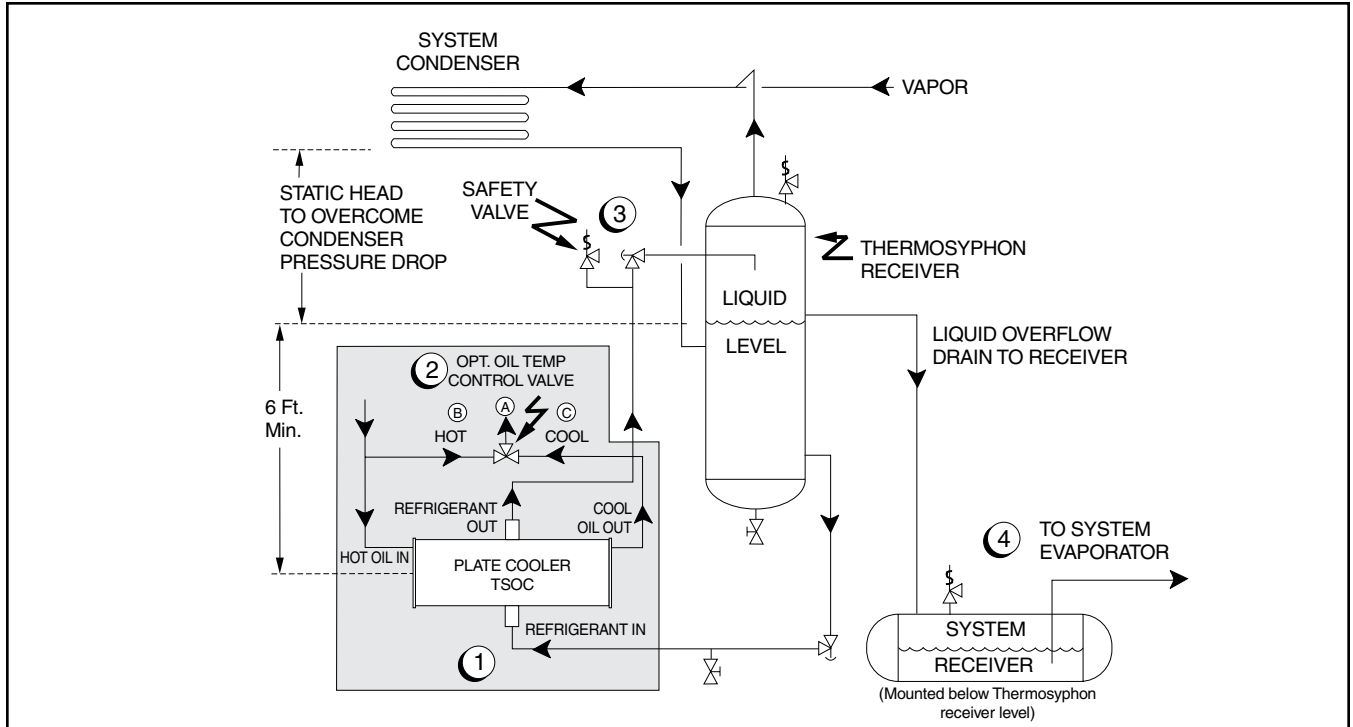 SYSTEM
CONDENSER
VAPOR
STATIC HEAD
TO OVERCOME
CONDENSER
PRESSURE DROP
SAFETY
VALVE
3
S
S
THERMOSYPHON
RECEIVER
LIQUID
LEVEL
LIQUID OVERFLOW
DRAIN TO RECEIVER
6 Ft.
Min.
2
OPT. OIL TEMP
CONTROL VALVE
B
A
C
HOT
COOL
REFRIGERANT
OUT
COOL
OIL OUT
HOT OIL IN
PLATE COOLER
TSOC
REFRIGERANT IN
1
4
TO SYSTEM
EVAPORATOR
S
SYSTEM
RECEIVER
(Mounted below Thermosyphon
receiver level)